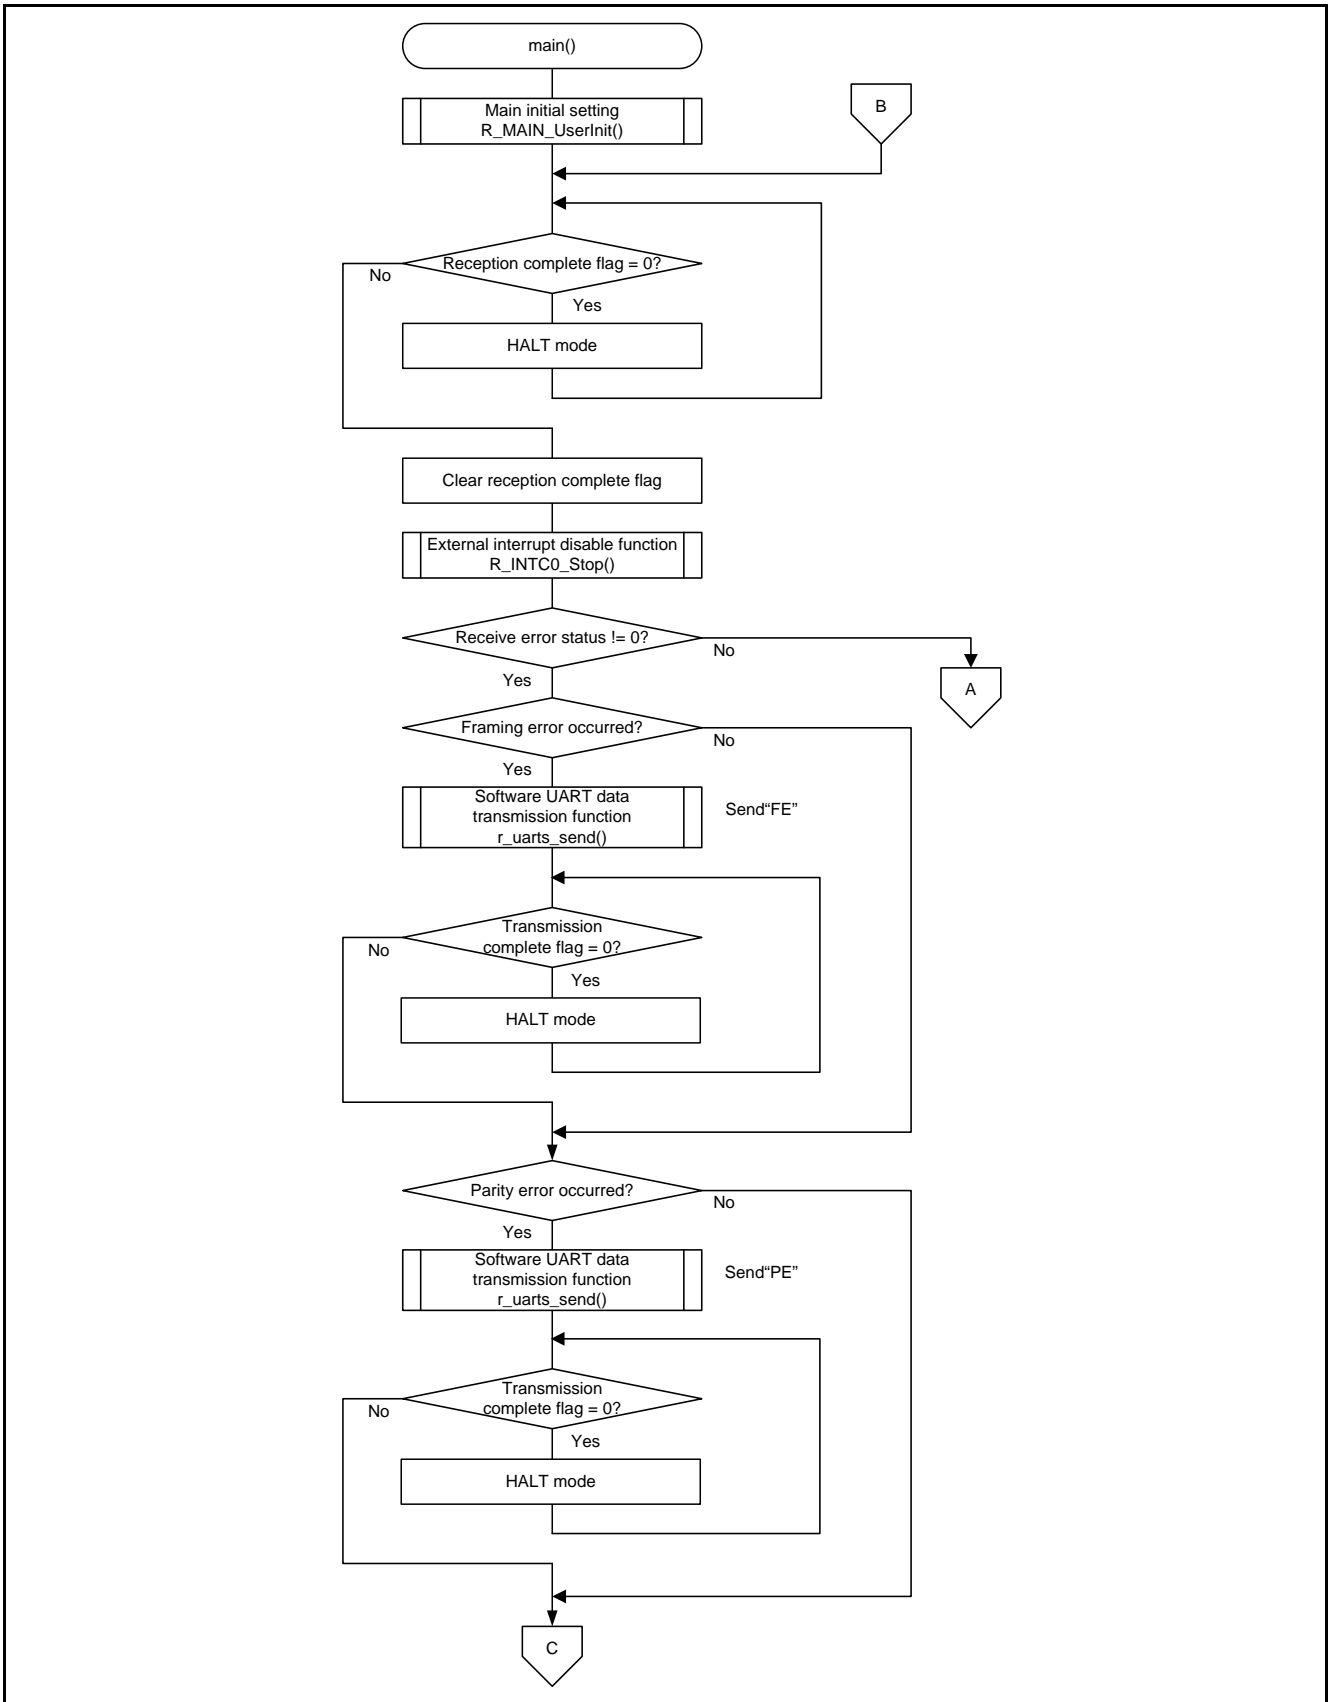 main()
Main initial setting
R_MAIN_UserInit()
B
Reception complete flag = 0?
No
Yes
HALT mode
Clear reception complete flag
External interrupt disable function
R_INTC0_Stop()
Receive error status != 0?
No
Yes
A
Framing error occurred?
No
Yes
Software UART data
transmission function
r_uarts_send()
Send“FE”
Transmission
complete flag = 0?
No
Yes
HALT mode
Parity error occurred?
No
Yes
Software UART data
transmission function
r_uarts_send()
Send“PE”
Transmission
complete flag = 0?
No
Yes
HALT mode
C